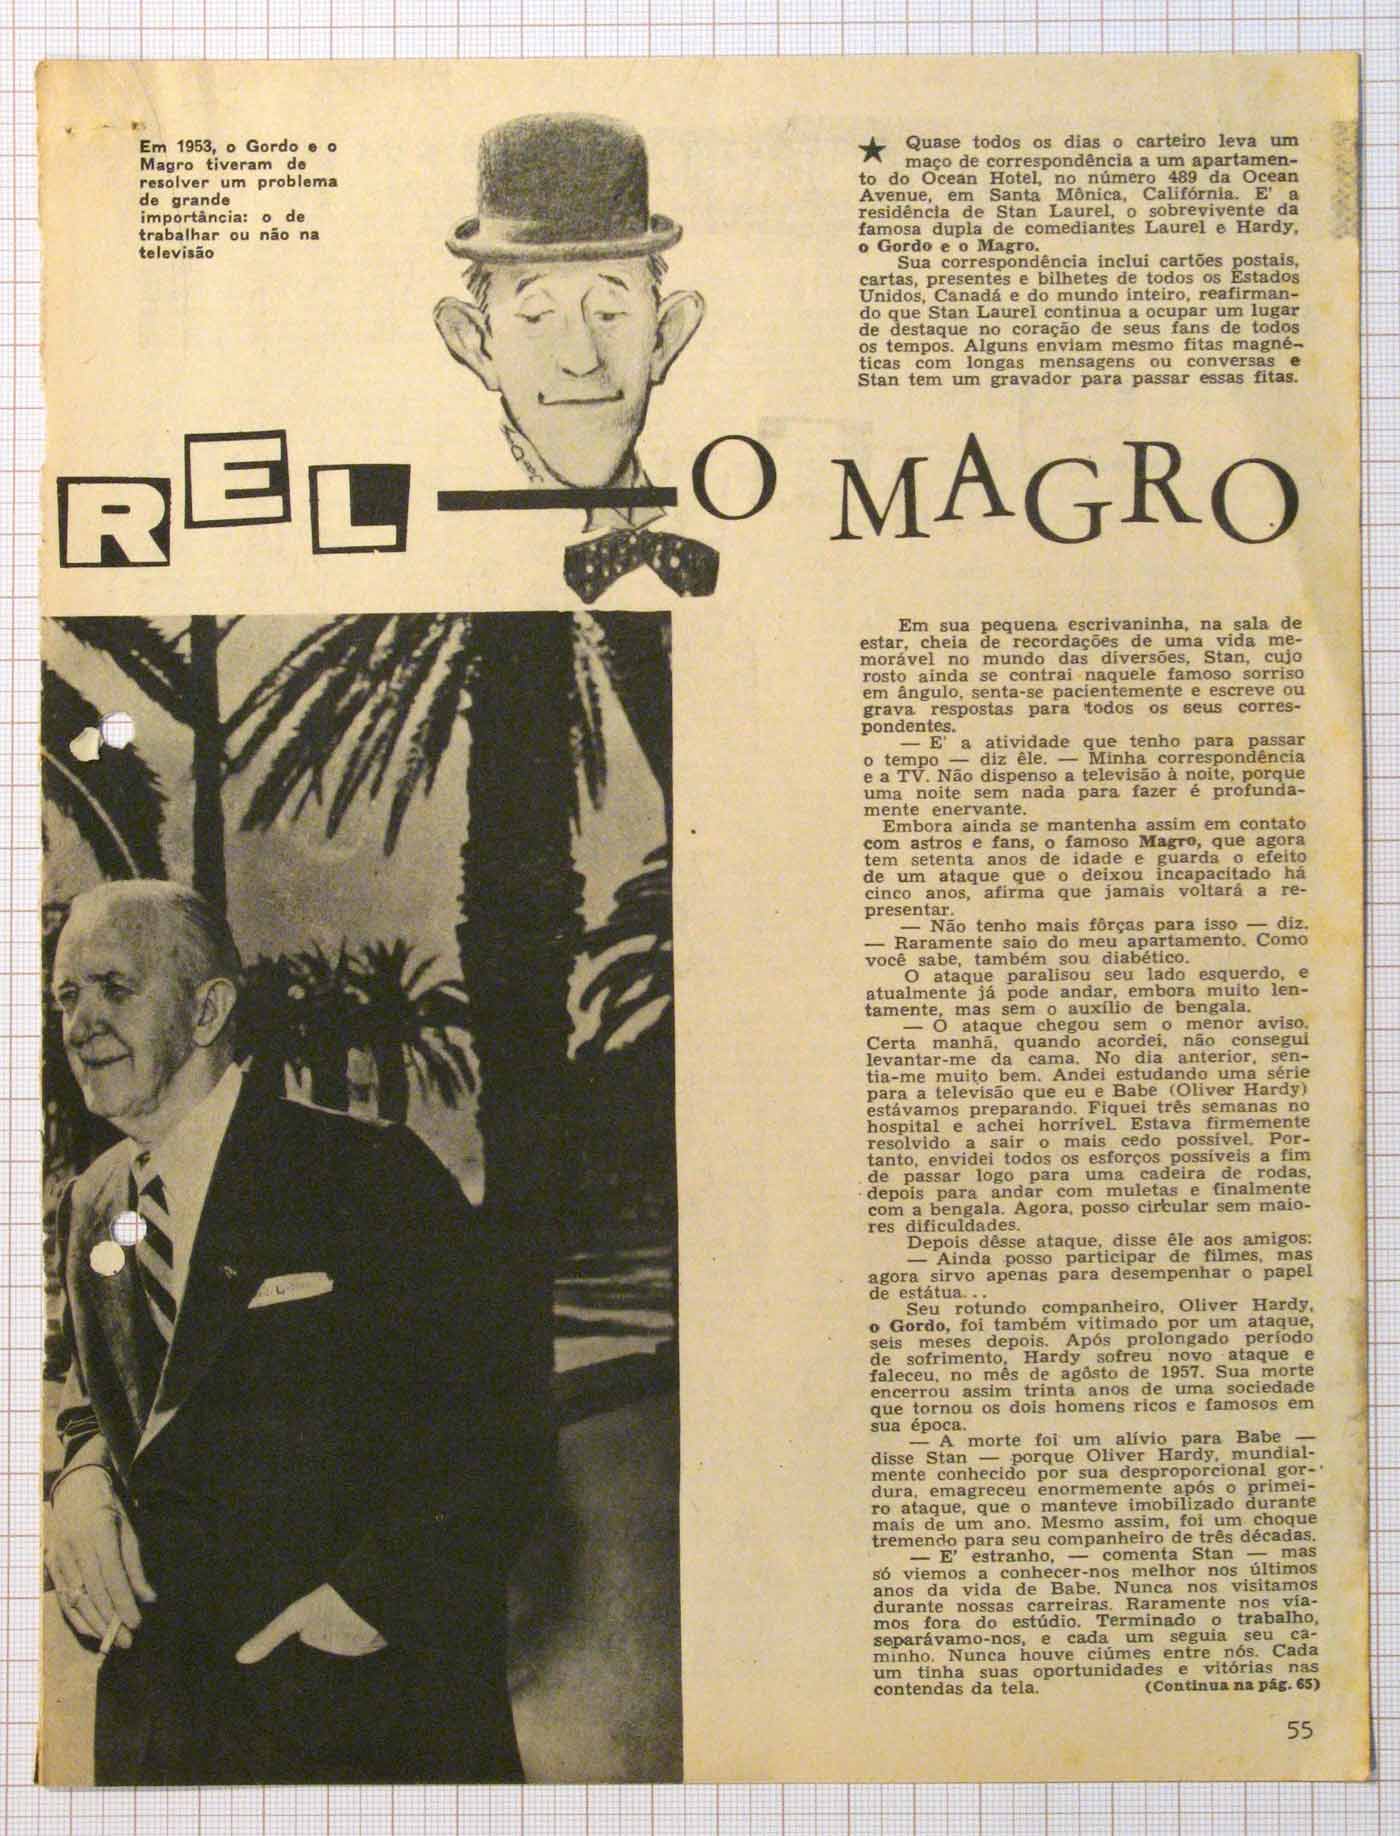 Em 1953, o Gordo e o
Magro tiveram de
resolver um problema
de grande
importância: o de
trabalhar ou não na
televisão
★ Quase todos os dias o carteiro leva um
maço de correspondência a um apartamen-
to do Ocean Hotel, no número 489 da Ocean
Avenue, em Santa Mônica, Califórnia. E' a
residência de Stan Laurel, o sobrevivente da
famosa dupla de comediantes Laurel e Hardy,
o Gordo e o Magro.
Sua correspondência inclui cartões postais,
cartas, presentes e bilhetes de todos os Estados
Unidos, Canadá e do mundo inteiro, reafirman-
do que Stan Laurel continua a ocupar um lugar
de destaque no coração de seus fans de todos
os tempos. Alguns enviam mesmo fitas magné-
ticas com longas mensagens ou conversas e
Stan tem um gravador para passar essas fitas.
REL — O MAGRO
Em sua pequena escrivaninha, na sala de
estar, cheia de recordações de uma vida me-
morável no mundo das diversões, Stan, cujo
rosto ainda se contrai naquele famoso sorriso
em ângulo, senta-se pacientemente e escreve ou
grava respostas para todos os seus corres-
pondentes.
— E' a atividade que tenho para passar
o tempo — diz êle. — Minha correspondência
e a TV. Não dispenso a televisão à noite, porque
uma noite sem nada para fazer é profunda-
mente enervante.
Embora ainda se mantenha assim em contato
com astros e fans, o famoso Magro, que agora
tem setenta anos de idade e guarda o efeito
de um ataque que o deixou incapacitado há
cinco anos, afirma que jamais voltará a re-
presentar.
— Não tenho mais fôrças para isso — diz.
— Raramente saio do meu apartamento. Como
você sabe, também sou diabético.
O ataque paralisou seu lado esquerdo, e
atualmente já pode andar, embora muito len-
tamente, mas sem o auxílio de bengala.
— O ataque chegou sem o menor aviso.
Certa manhã, quando acordei, não consegui
levantar-me da cama. No dia anterior, sen-
tia-me muito bem. Andei estudando uma série
para a televisão que eu e Babe (Oliver Hardy)
estávamos preparando. Fiquei três semanas no
hospital e achei horrível. Estava firmemente
resolvido a sair o mais cedo possível. Por-
tanto, envidei todos os esforços possíveis a fim
de passar logo para uma cadeira de rodas,
depois para andar com muletas e finalmente
com a bengala. Agora, posso circular sem maio-
res dificuldades.
Depois dêsse ataque, disse êle aos amigos:
— Ainda posso participar de filmes, mas
agora sirvo apenas para desempenhar o papel
de estátua...
Seu rotundo companheiro, Oliver Hardy,
o Gordo, foi também vitimado por um ataque,
seis meses depois. Após prolongado período
de sofrimento, Hardy sofreu novo ataque e
faleceu, no mês de agôsto de 1957. Sua morte
encerrou assim trinta anos de uma sociedade
que tornou os dois homens ricos e famosos em
sua época.
— A morte foi um alívio para Babe —
disse Stan — porque Oliver Hardy, mundial-
mente conhecido por sua desproporcional gor-
dura, emagreceu enormemente após o primei-
ro ataque, que o manteve imobilizado durante
mais de um ano. Mesmo assim, foi um choque
tremendo para seu companheiro de três décadas.
— E' estranho, — comenta Stan — mas
só viemos a conhecer-nos melhor nos últimos
anos da vida de Babe. Nunca nos visitamos
durante nossas carreiras. Raramente nos vía-
mos fora do estúdio. Terminado o trabalho,
separávamo-nos, e cada um seguia seu ca-
minho. Nunca houve ciúmes entre nós. Cada
um tinha suas oportunidades e vitórias nas
contendas da tela. (Continua na pág. 65)
55